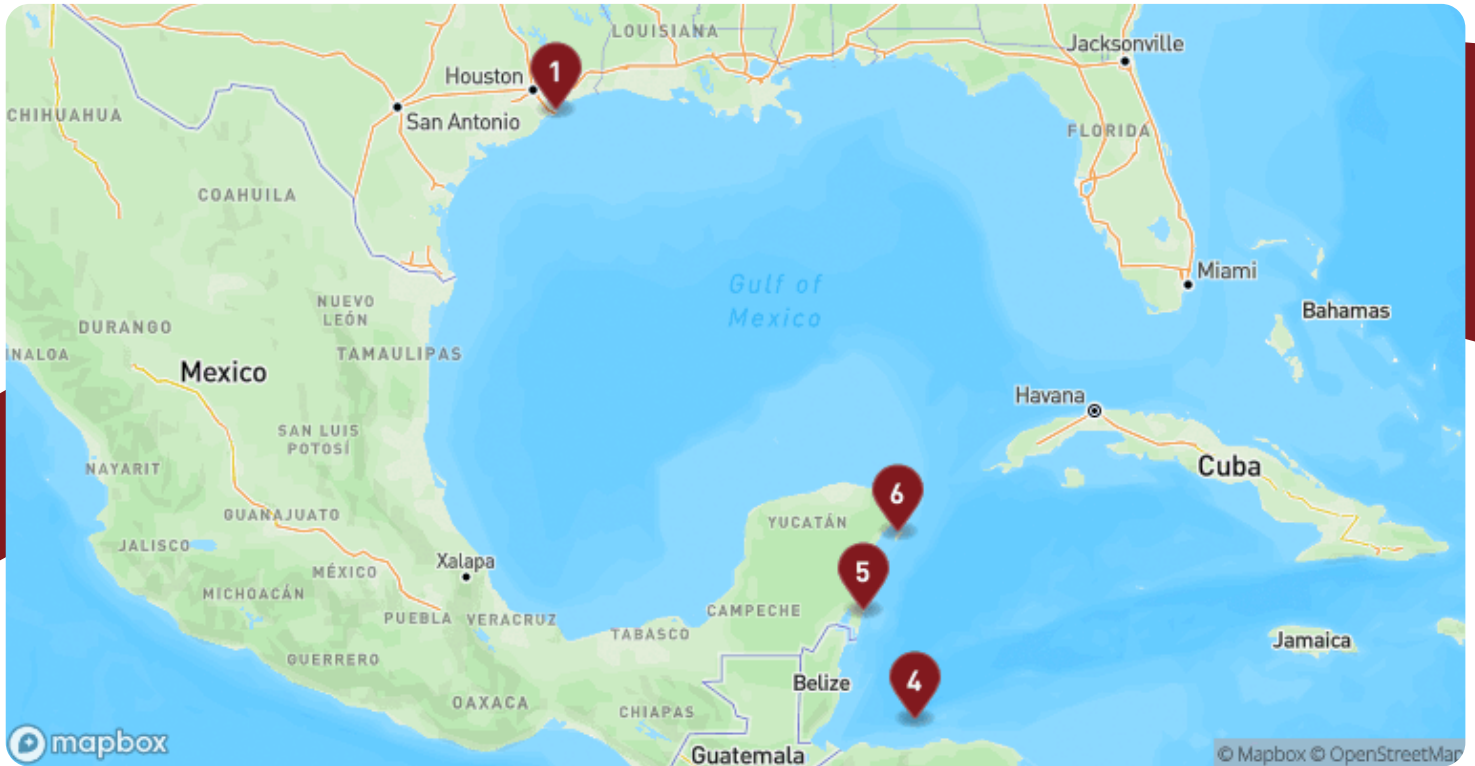 LOUISIANA
Jacksonville
Houston
1
San Antonio
CHIHUAHUA
FLORIDA
COAHUILA
Gulf of
Mexico
Miami
Bahamas
NUEVO
LEÓN
DURANGO
INALOA
TAMAULIPAS
Mexico
Havana
SAN LUIS
POTOSÍ
Cuba
NAYARIT
6
YUCATÁN
GUANAJUATO
JALISCO
Xalapa
MÉXICO
5
MICHOACÁN
CAMPECHE
PUEBLA
VERACRUZ
TABASCO
Jamaica
GUERRERO
Belize
4
OAXACA
CHIAPAS
mapbox
Guatemala
© Mapbox © OpenStreetMap